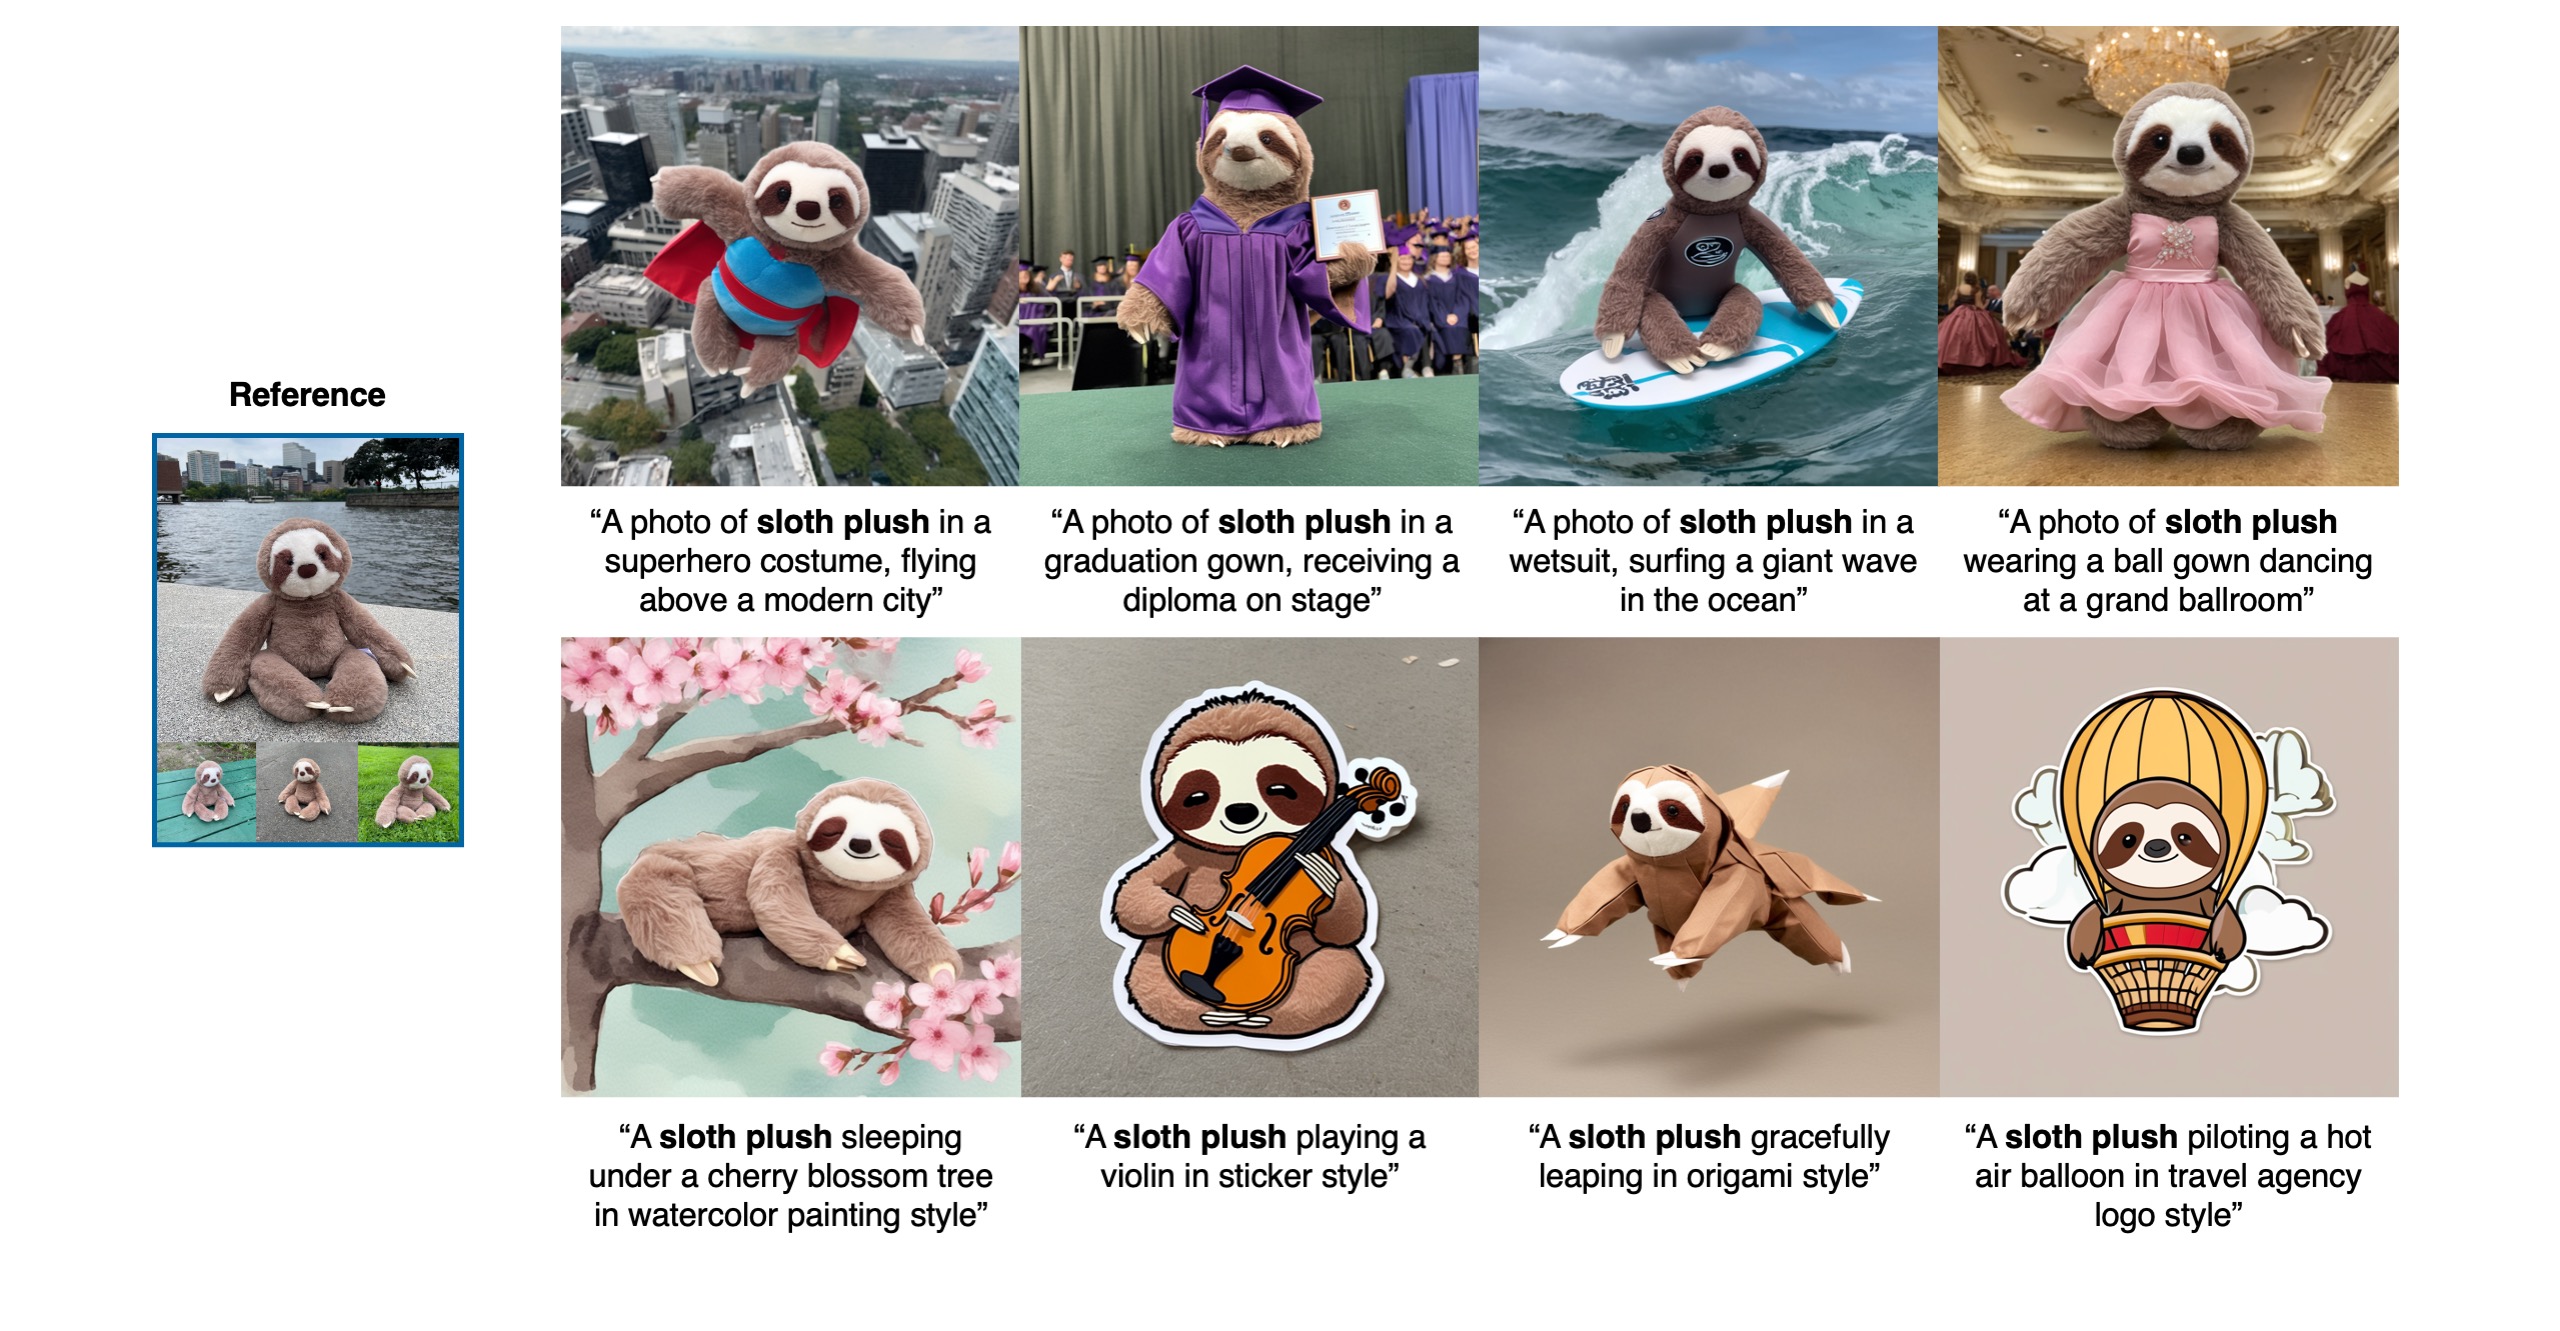 Reference
“A photo of sloth plush in a
superhero costume, flying
above a modern city”
“A photo of sloth plush in a
graduation gown, receiving a
diploma on stage”
“A photo of sloth plush in a
wetsuit, surfing a giant wave
in the ocean”
“A photo of sloth plush
wearing a ball gown dancing
at a grand ballroom”
“A sloth plush sleeping
under a cherry blossom tree
in watercolor painting style”
“A sloth plush playing a
violin in sticker style”
“A sloth plush gracefully
leaping in origami style”
“A sloth plush piloting a hot
air balloon in travel agency
logo style”